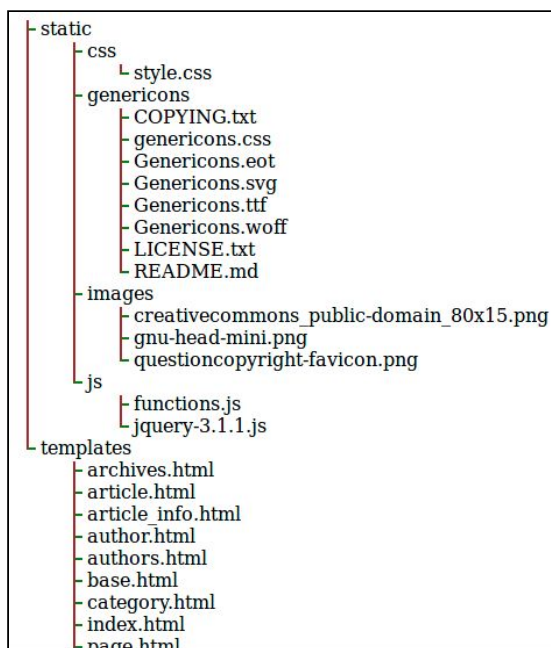 static
css
style.css
genericons
COPYING.txt
genericons.css
Genericons.eot
Genericons.svg
Genericons.ttf
Genericons.woff
LICENSE.txt
README.md
images
creativecommons_public-domain_80x15.png
gnu-head-mini.png
questioncopyright-favicon.png
js
functions.js
jquery-3.1.1.js
templates
archives.html
article.html
article_info.html
author.html
authors.html
base.html
category.html
index.html
page.html